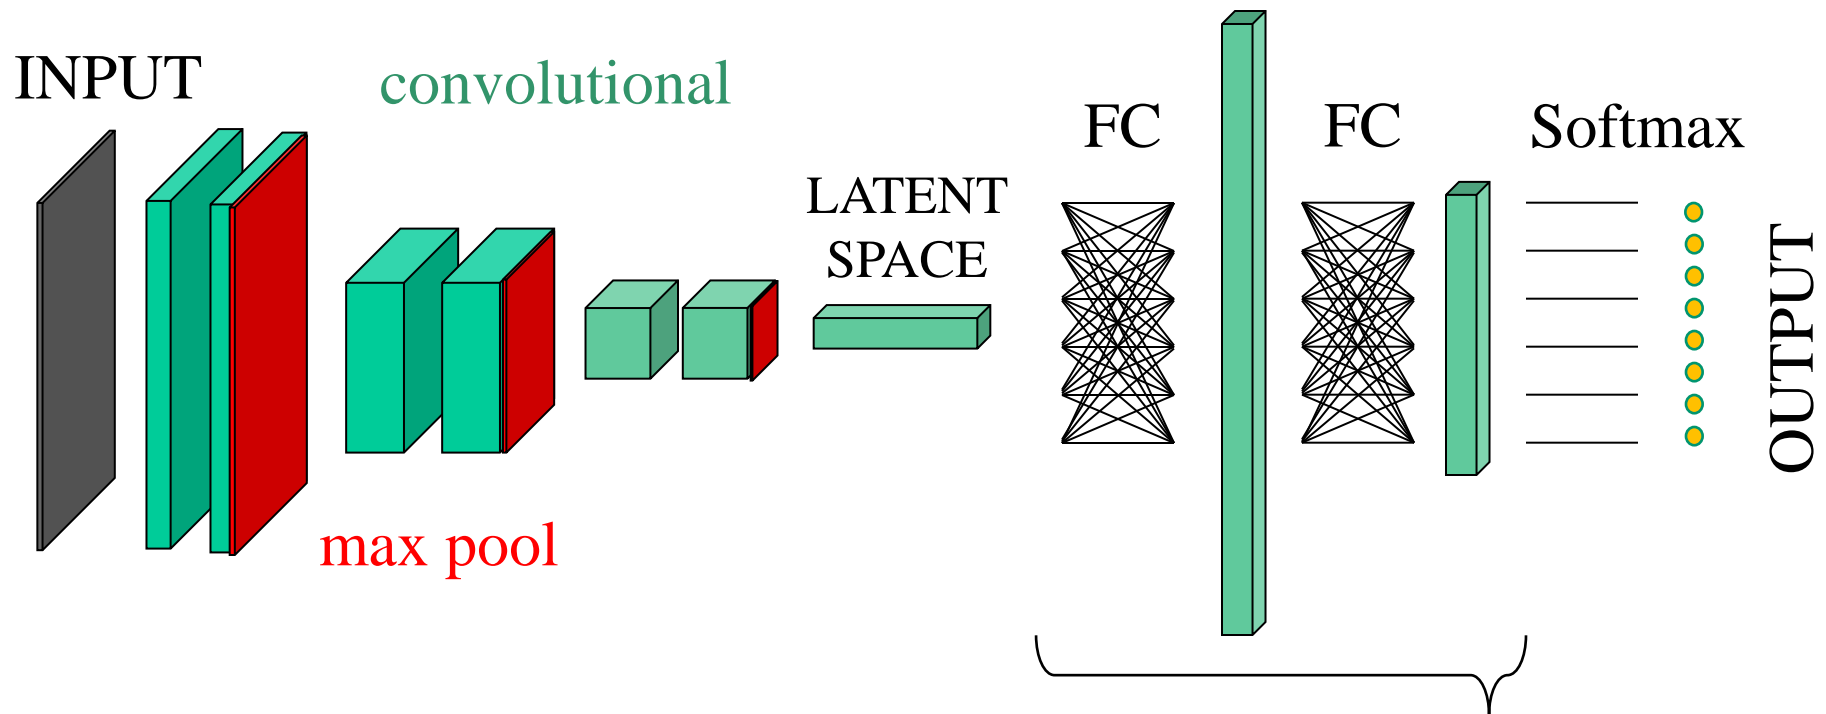 INPUT
convolutional
max pool
LATENT
SPACE
FC
FC
Softmax
OUTPUT